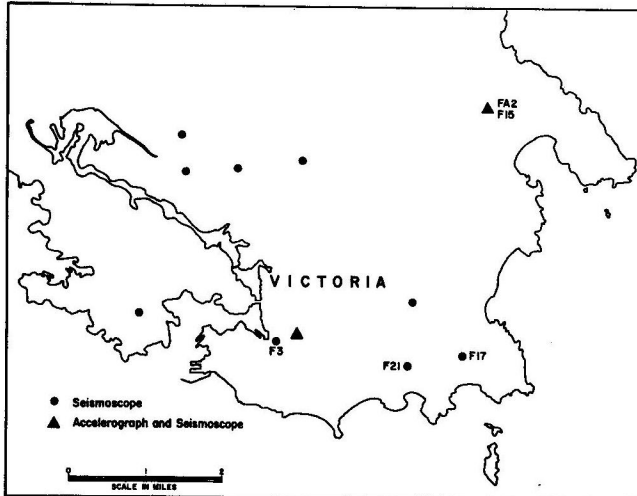 FA2
F15
VICTORIA
F3
F21
F17
Seismoscope
Accelerograph and Seismoscope
0 1 2
SCALE IN MILES